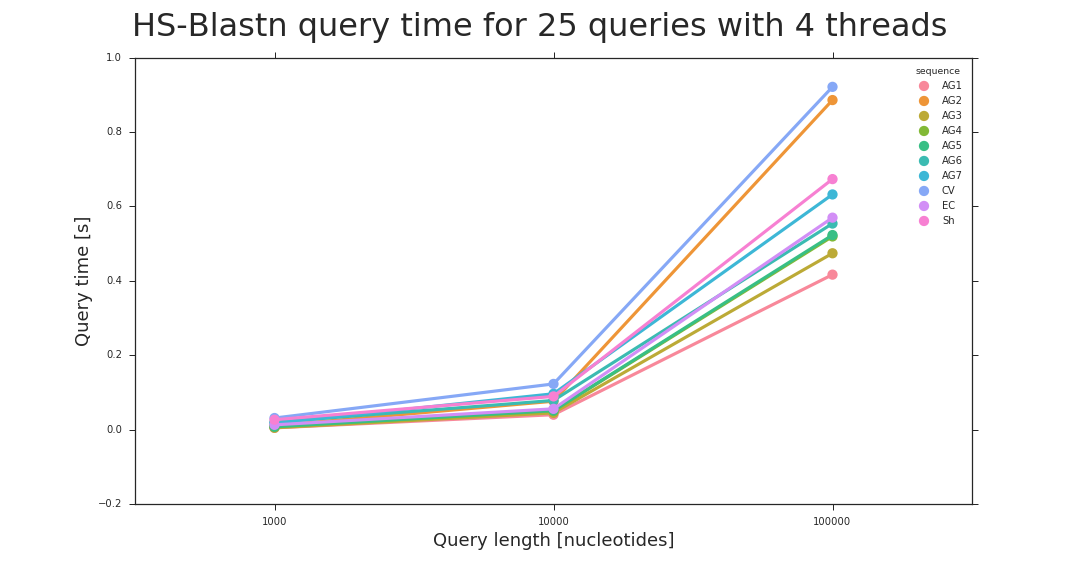 HS-Blastn query time for 25 queries with 4 threads
1.0
0.8
0.6
0.4
0.2
0.0
−0.2
Query time [s]
sequence
AG1
AG2
AG3
AG4
AG5
AG6
AG7
CV
EC
Sh
1000 10000 100000
Query length [nucleotides]